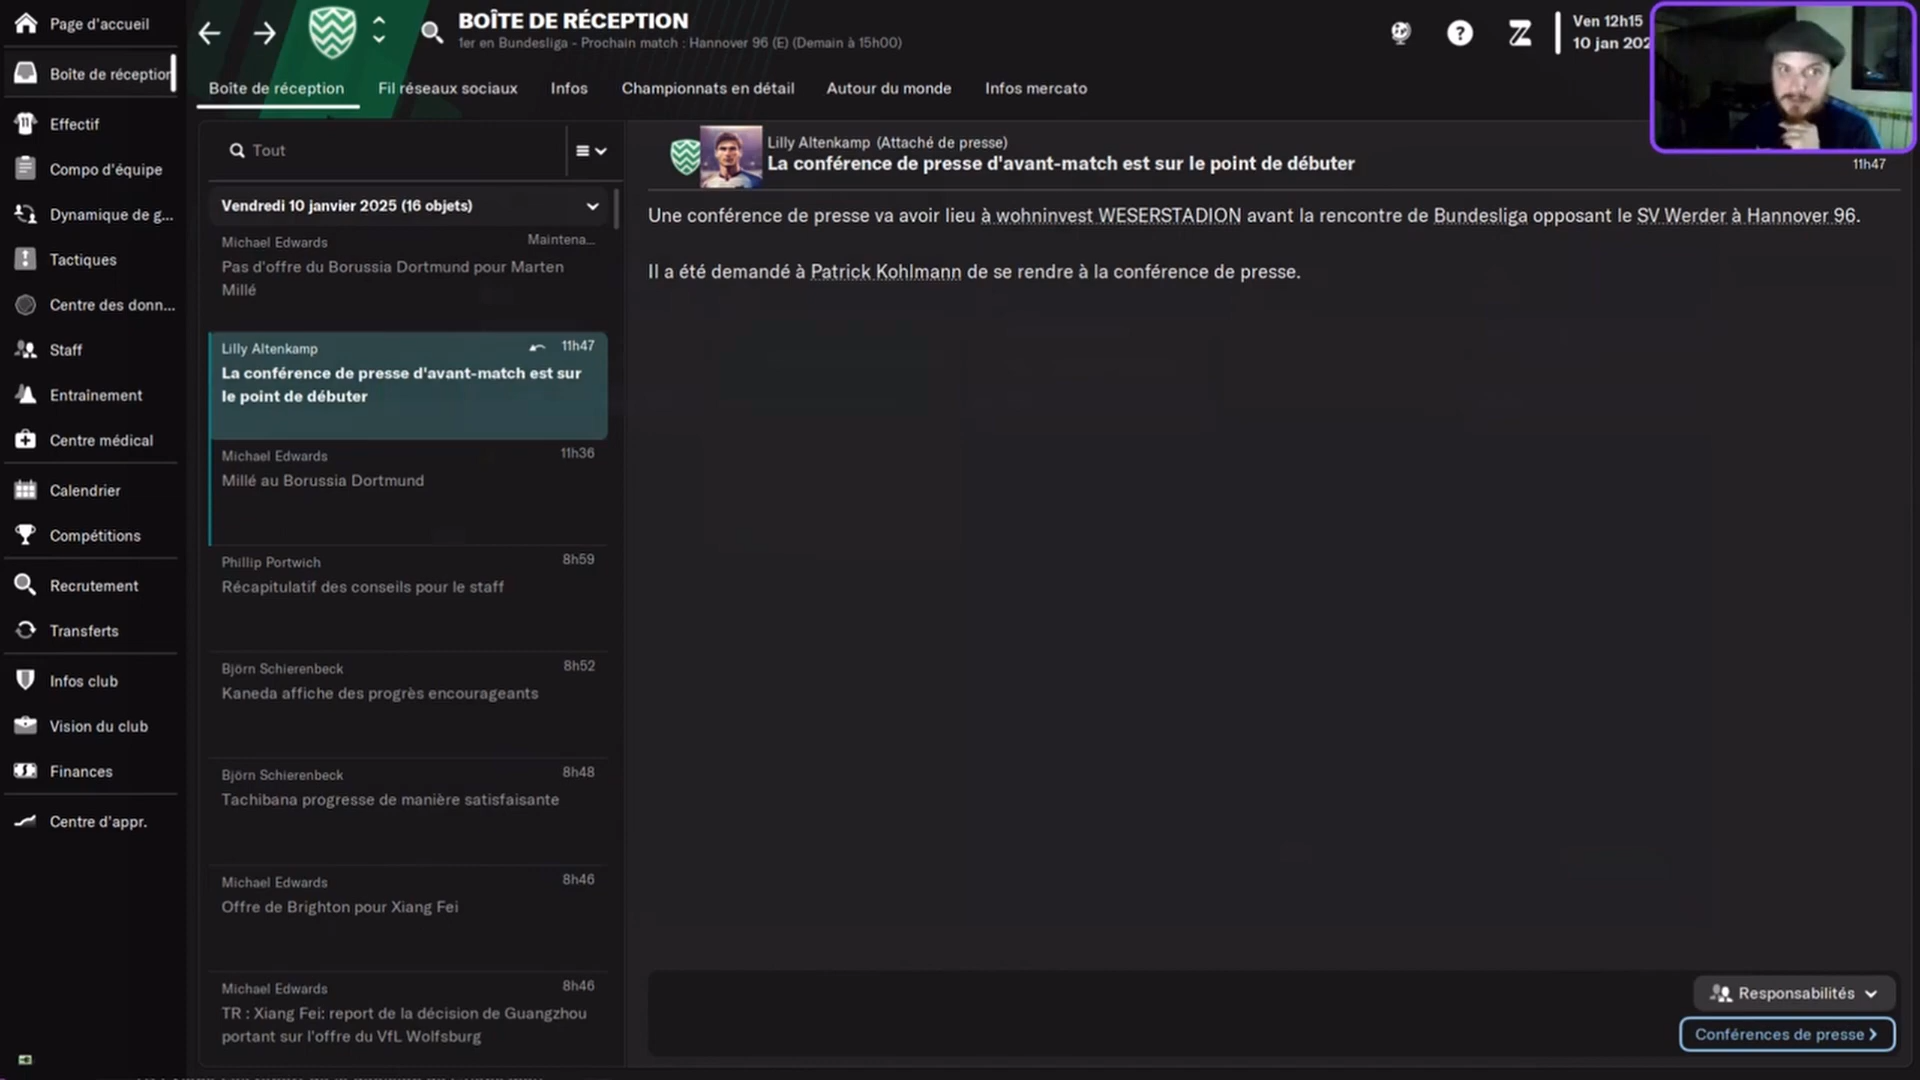 Page d'accueil
Boîte de réception
Effectif
Compo d'équipe
Dynamique de g...
Tactiques
Centre des donn...
Staff
Entraînement
Centre médical
Calendrier
Compétitions
Recrutement
Transferts
Infos club
Vision du club
Finances
Centre d'appr.
BOÎTE DE RÉCEPTION
1er en Bundesliga - Prochain match : Hannover 96 (E) (Demain à 15h00)
Ven 12h15
10 jan 202
Boîte de réception
Fil réseaux sociaux
Infos
Championnats en détail
Autour du monde
Infos mercato
Tout
Vendredi 10 janvier 2025 (16 objets)
Michael Edwards
Maintena...
Pas d'offre du Borussia Dortmund pour Marten
Millé
Lilly Altenkamp
11h47
La conférence de presse d'avant-match est sur
le point de débuter
Michael Edwards
11h36
Millé au Borussia Dortmund
Phillip Portwich
8h59
Récapitulatif des conseils pour le staff
Björn Schierenbeck
8h52
Kaneda affiche des progrès encourageants
Björn Schierenbeck
8h48
Tachibana progresse de manière satisfaisante
Michael Edwards
8h46
Offre de Brighton pour Xiang Fei
Michael Edwards
8h46
TR : Xiang Fei: report de la décision de Guangzhou
portant sur l'offre du VfL Wolfsburg
Lilly Altenkamp (Attaché de presse)
La conférence de presse d'avant-match est sur le point de débuter
11h47
Une conférence de presse va avoir lieu à wohninvest WESERSTADION avant la rencontre de Bundesliga opposant le SV Werder à Hannover 96.
Il a été demandé à Patrick Kohlmann de se rendre à la conférence de presse.
Responsabilités
Conférences de presse